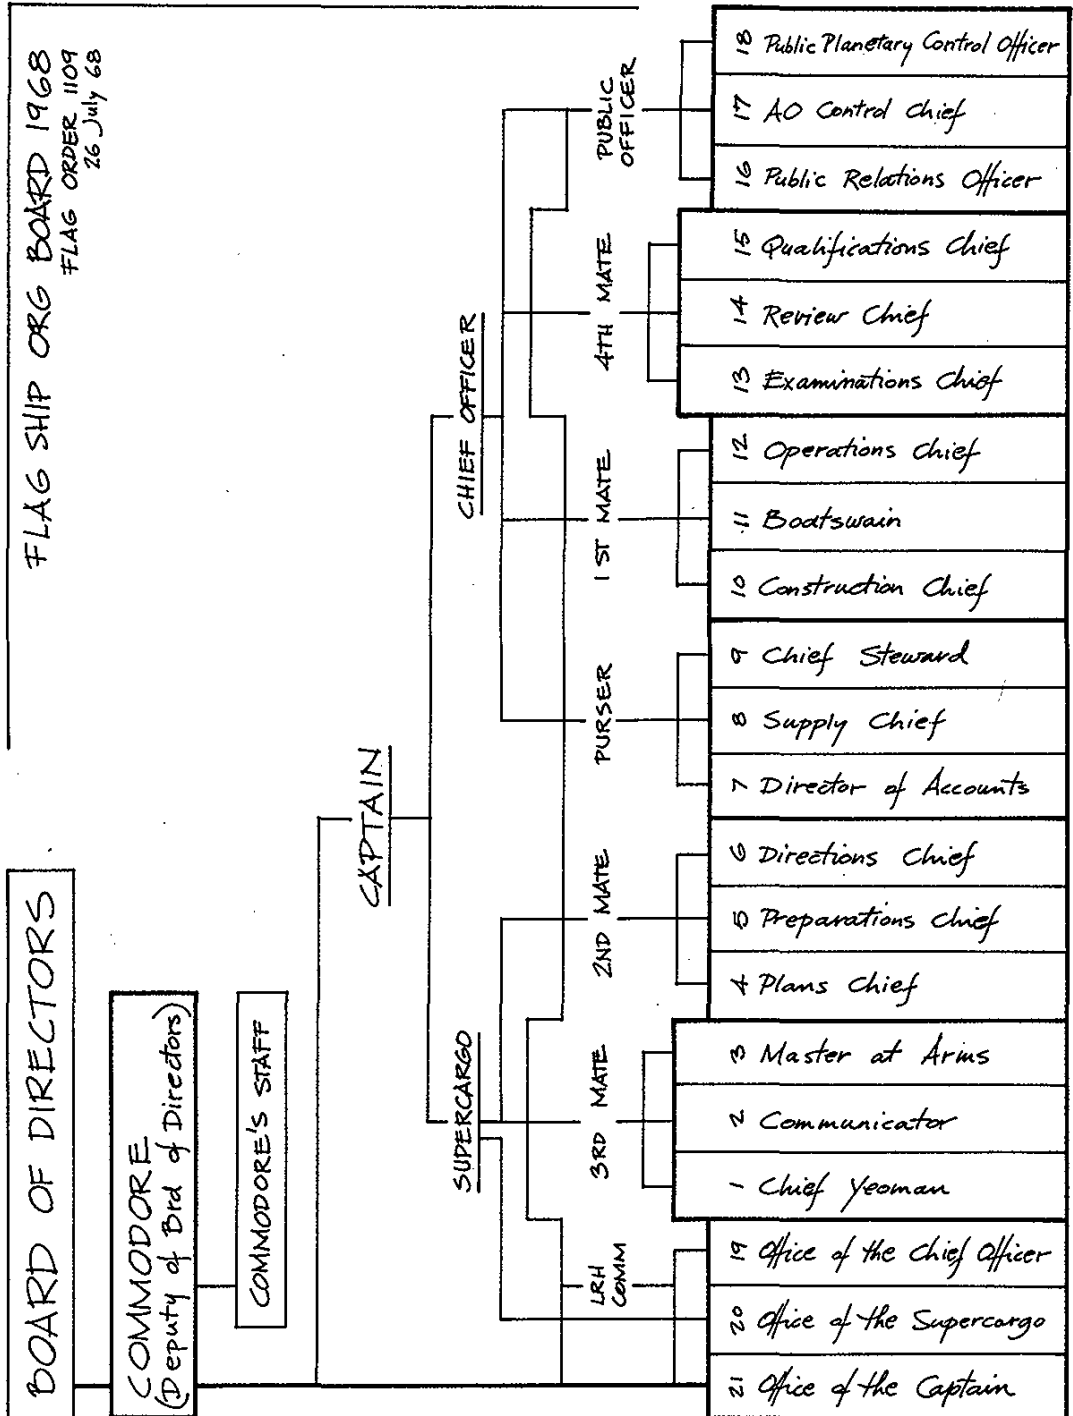 FLAG SHIP ORG BOARD 1968
FLAG ORDER 1109
26 July 68
BOARD OF DIRECTORS
COMMODORE
(Deputy of Brd of Directors)
COMMODORE'S STAFF
CAPTAIN
SUPERCARGO
CHIEF OFFICER
LRH
COMM
3RD MATE
2ND MATE
PURSER
1ST MATE
4TH MATE
PUBLIC
OFFICER
21 Office of the Captain
20 Office of the Supercargo
19 Office of the Chief Officer
1 Chief Yeoman
2 Communicator
3 Master at Arms
4 Plans Chief
5 Preparations Chief
6 Directions Chief
7 Director of Accounts
8 Supply Chief
9 Chief Steward
10 Construction Chief
11 Boatswain
12 Operations Chief
13 Examinations Chief
14 Review Chief
15 Qualifications Chief
16 Public Relations Officer
17 AO Control Chief
18 Public Planetary Control Officer